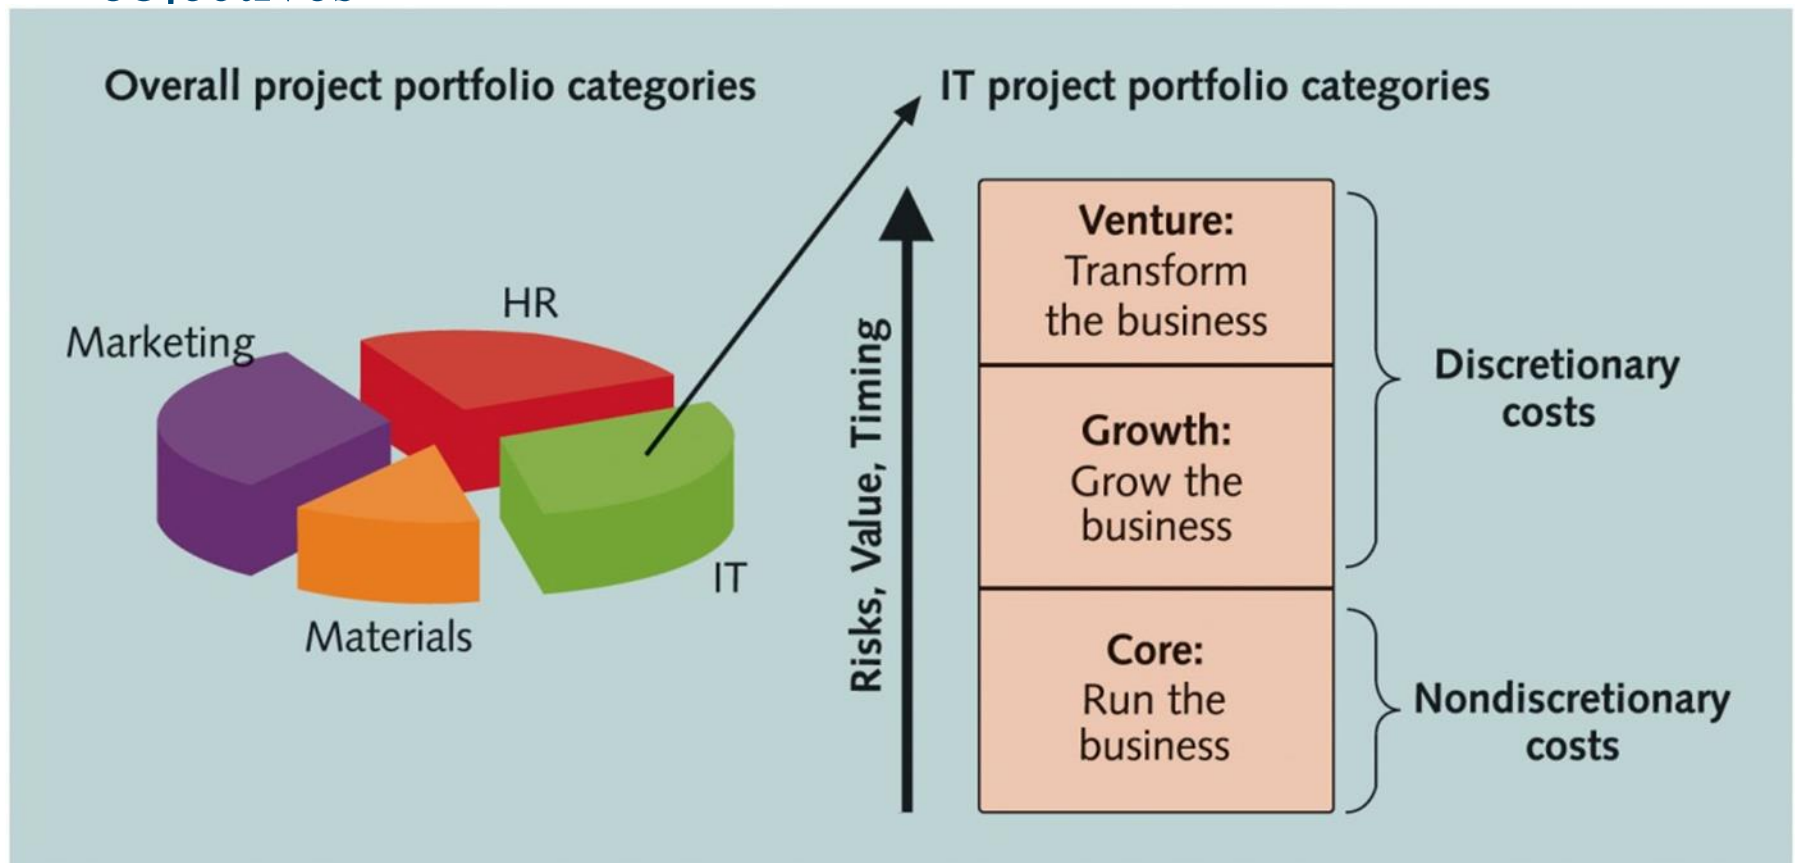 Overall project portfolio categories
IT project portfolio categories
Marketing
HR
IT
Materials
Risks, Value, Timing
Venture:
Transform
the business
Growth:
Grow the
business
Core:
Run the
business
Discretionary
costs
Nondiscretionary
costs